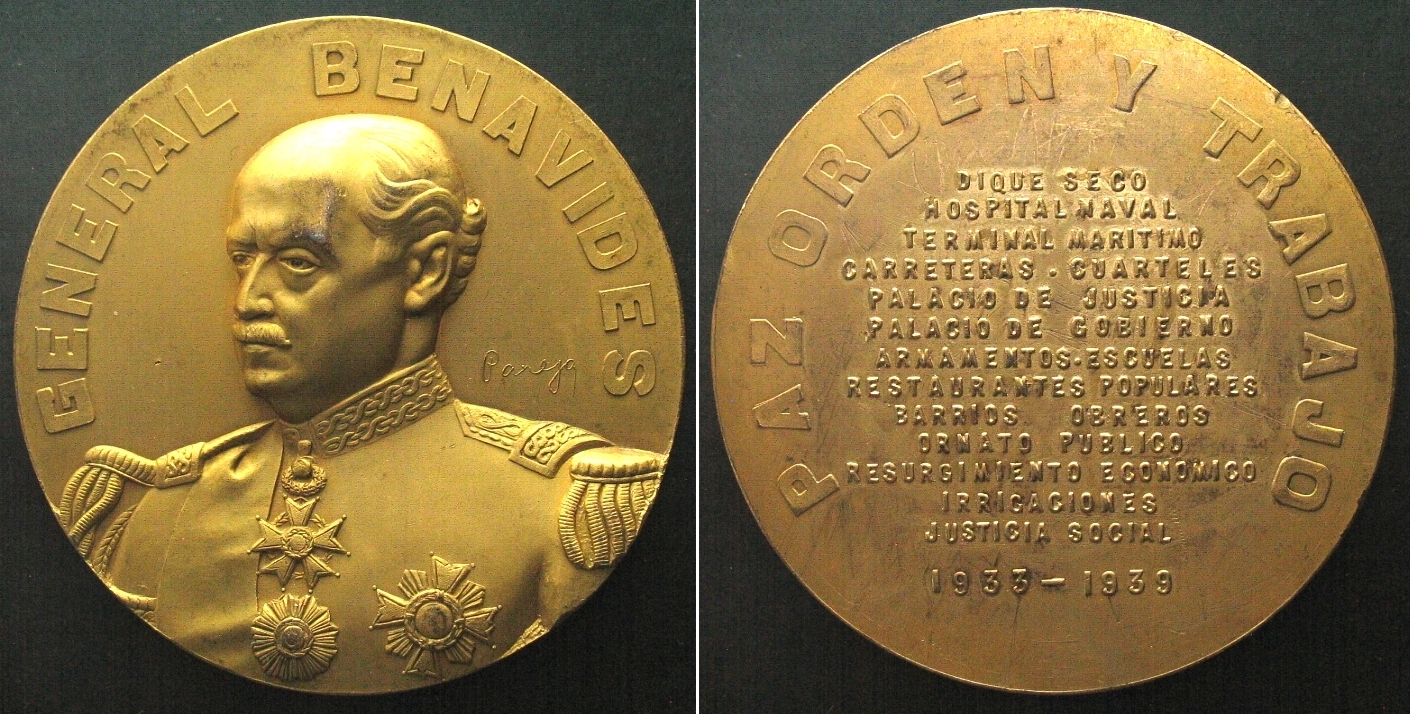 GENERAL BENAVIDES
Pareja
PAZ ORDEN Y TRABAJO
DIQUE SECO
HOSPITAL NAVAL
TERMINAL MARITIMO
CARRETERAS · CUARTELES
PALACIO DE JUSTICIA
PALACIO DE GOBIERNO
ARMAMENTOS·ESCUELAS
RESTAURANTES POPULARES
BARRIOS OBREROS
ORNATO PUBLICO
RESURGIMIENTO ECONOMICO
IRRIGACIONES
JUSTICIA SOCIAL
1933–1939